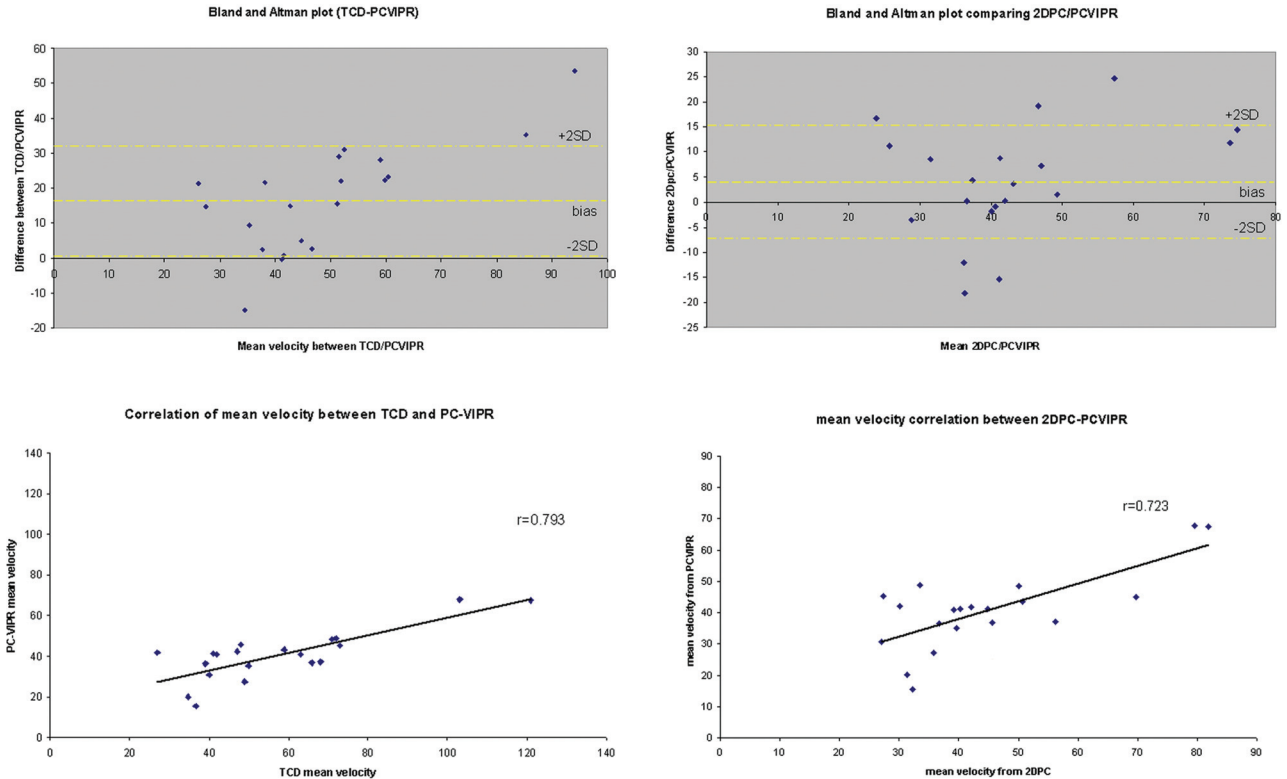 Bland and Altman plot (TCD-PCVIPR)
60
50
40
30
20
10
0
-10
-20
0 10 20 30 40 50 60 70 80 90 100
+2SD
bias
-2SD
Difference between TCD/PCVIPR
Mean velocity between TCD/PCVIPR
Bland and Altman plot comparing 2DPC/PCVIPR
30
25
20
15
10
5
0
-5
-10
-15
-20
-25
0 10 20 30 40 50 60 70 80
+2SD
bias
-2SD
Difference 2Dpc/PCVIPR
Mean 2DPC/PCVIPR
Correlation of mean velocity between TCD and PC-VIPR
140
120
100
80
60
40
20
0
0 20 40 60 80 100 120 140
r=0.793
PC-VIPR mean velocity
TCD mean velocity
mean velocity correlation between 2DPC-PCVIPR
90
80
70
60
50
40
30
20
10
0
0 10 20 30 40 50 60 70 80 90
r=0.723
mean velocity from PCVIPR
mean velocity from 2DPC